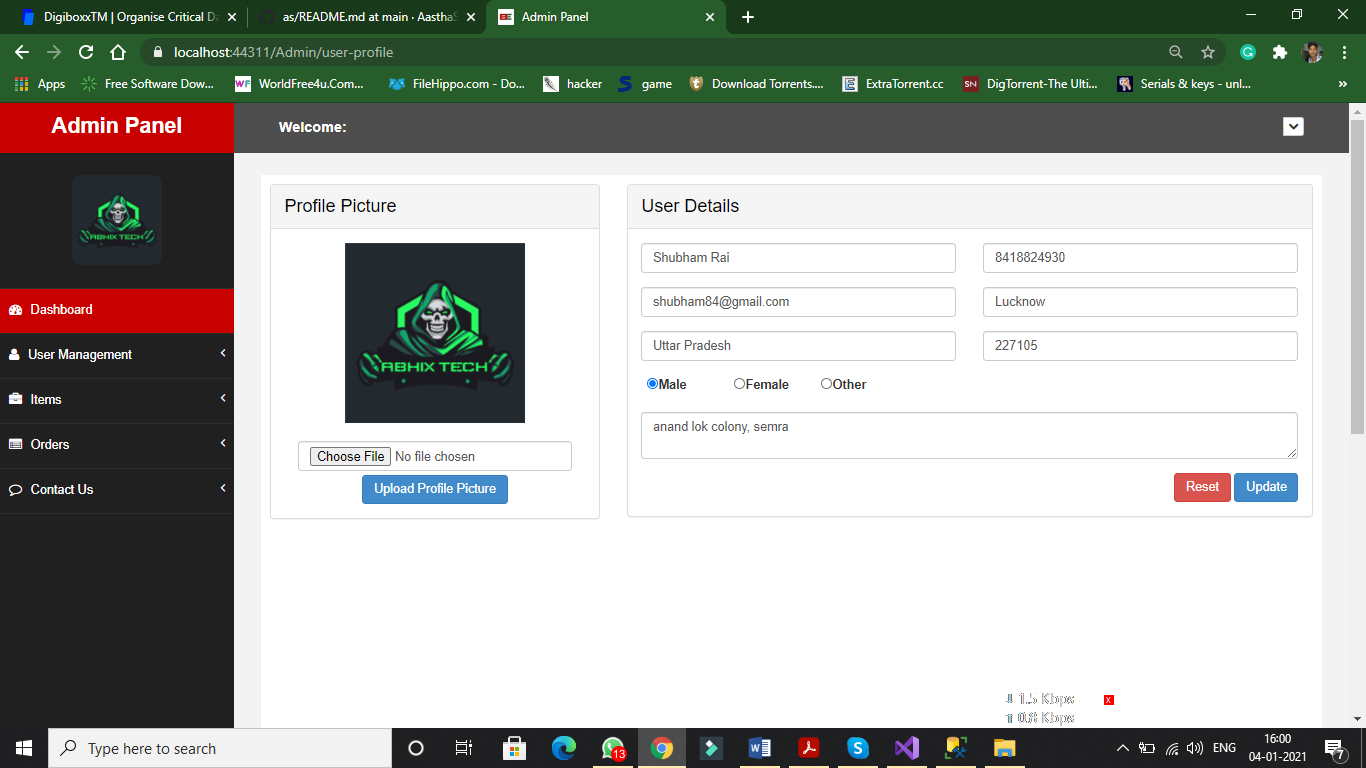 DigiboxxTM | Organise Critical Da
as/README.md at main · AasthaS
Admin Panel
localhost:44311/Admin/user-profile
Apps
Free Software Dow...
WorldFree4u.Com...
FileHippo.com - Do...
hacker
game
Download Torrents....
ExtraTorrent.cc
DigTorrent-The Ulti...
Serials & keys - unl...
»
Admin Panel
Welcome:
ABHIX TECH
Dashboard
User Management
Items
Orders
Contact Us
Profile Picture
ABHIX TECH
Choose File No file chosen
Upload Profile Picture
User Details
Shubham Rai
8418824930
shubham84@gmail.com
Lucknow
Uttar Pradesh
227105
Male Female Other
anand lok colony, semra
Reset Update
1.5 Kbps
X
0.8 Kbps
Type here to search
13
ENG
16:00
04-01-2021
7